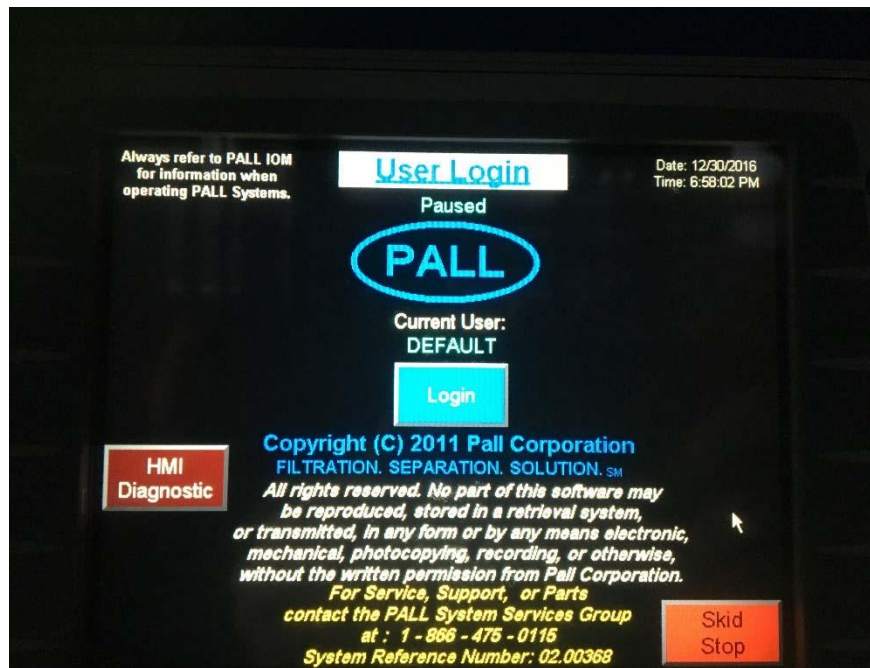 Always refer to PALL IOM
for information when
operating PALL Systems.
User Login
Date: 12/30/2016
Time: 6:58:02 PM
Paused
PALL
Current User:
DEFAULT
Login
HMI
Diagnostic
Copyright (C) 2011 Pall Corporation
FILTRATION. SEPARATION. SOLUTION. SM
All rights reserved. No part of this software may
be reproduced, stored in a retrieval system,
or transmitted, in any form or by any means electronic,
mechanical, photocopying, recording, or otherwise,
without the written permission from Pall Corporation.
For Service, Support, or Parts
contact the PALL System Services Group
at : 1 - 866 - 475 - 0115
System Reference Number: 02.00368
Skid
Stop